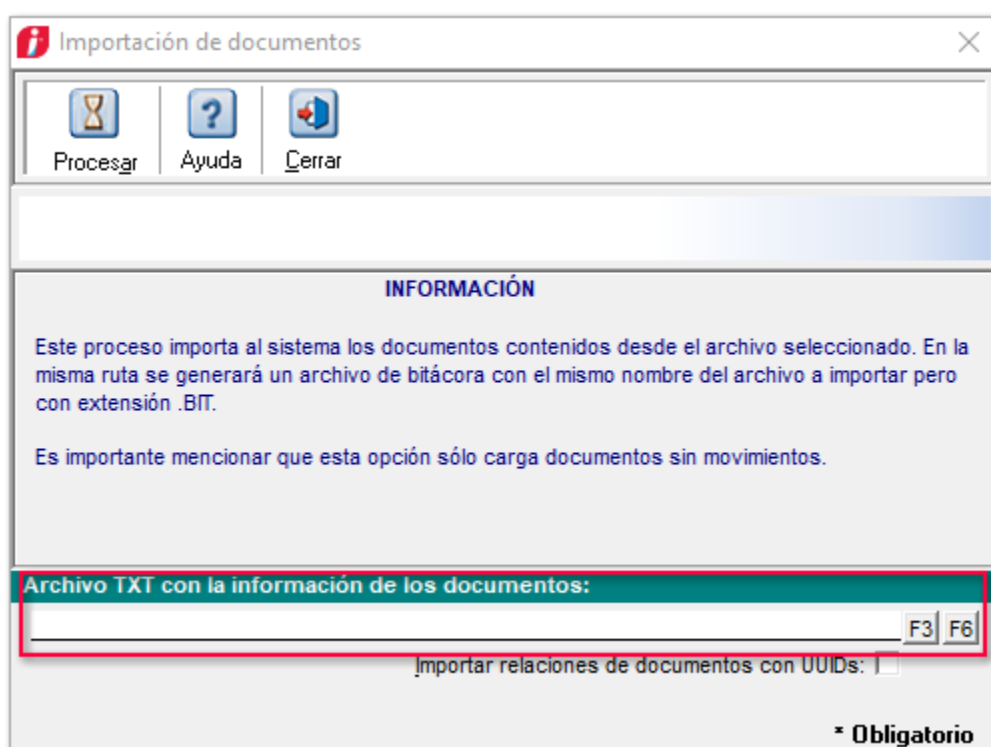 Importación de documentos
Procesar Ayuda Cerrar
INFORMACIÓN
Este proceso importa al sistema los documentos contenidos desde el archivo seleccionado. En la
misma ruta se generará un archivo de bitácora con el mismo nombre del archivo a importar pero
con extensión .BIT.
Es importante mencionar que esta opción sólo carga documentos sin movimientos.
Archivo TXT con la información de los documentos:
F3 F6
Importar relaciones de documentos con UUIDs:
* Obligatorio